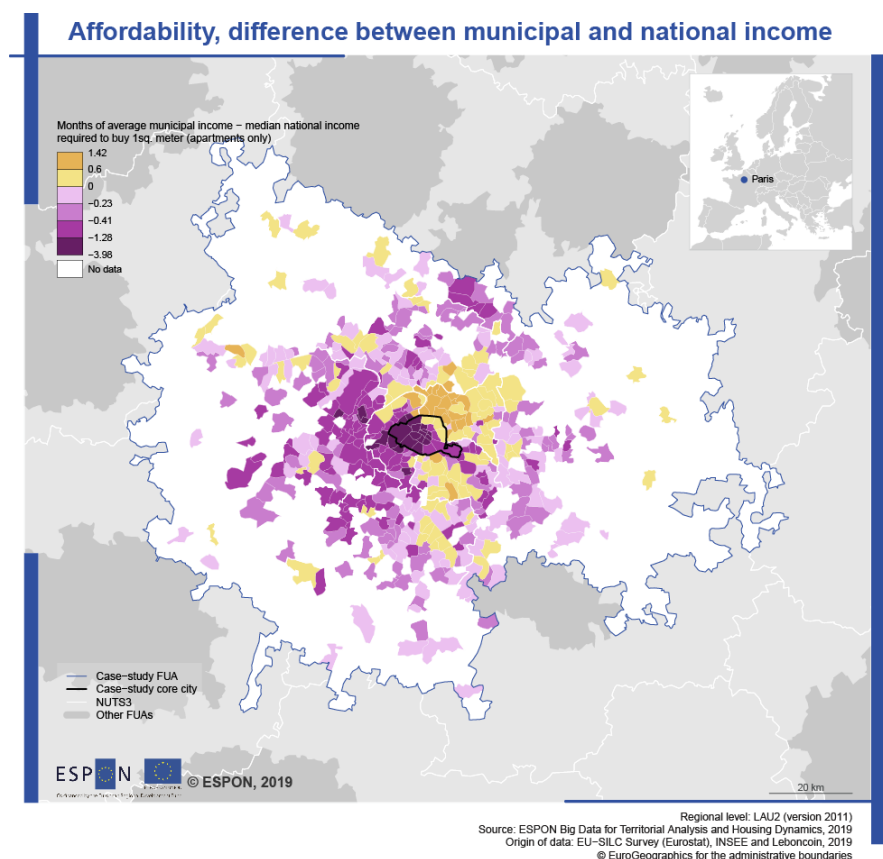 Affordability, difference between municipal and national income
Months of average municipal income − median national income
required to buy 1sq. meter (apartments only)
1.42
0.6
0
−0.23
−0.41
−1.28
−3.98
No data
Paris
Case−study FUA
Case−study core city
NUTS3
Other FUAs
ESPON
© ESPON, 2019
20 km
Regional level: LAU2 (version 2011)
Source: ESPON Big Data for Territorial Analysis and Housing Dynamics, 2019
Origin of data: EU−SILC Survey (Eurostat), INSEE and Leboncoin, 2019
© EuroGeographics for the administrative boundaries